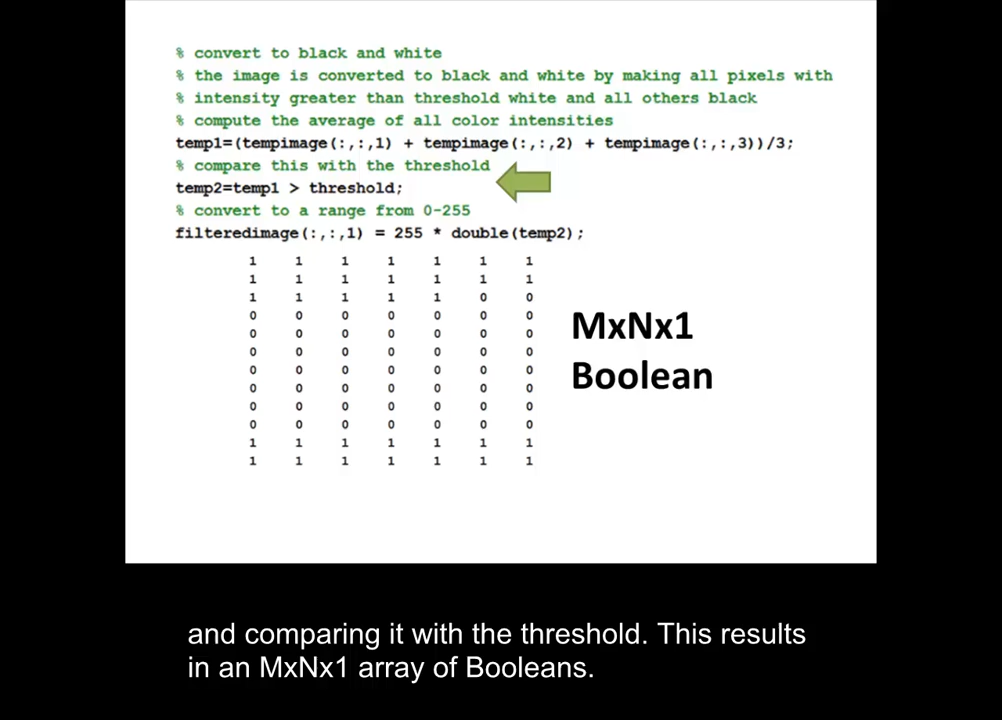 % convert to black and white
% the image is converted to black and white by making all pixels with
% intensity greater than threshold white and all others black
% compute the average of all color intensities
temp1=(tempimage(:,:,1) + tempimage(:,:,2) + tempimage(:,:,3))/3;
% compare this with the threshold
temp2=temp1 > threshold;
% convert to a range from 0-255
filteredimage(:,:,1) = 255 * double(temp2);
1 1 1 1 1 1 1
1 1 1 1 1 1 1
1 1 1 1 1 0 0
0 0 0 0 0 0 0
0 0 0 0 0 0 0
0 0 0 0 0 0 0
0 0 0 0 0 0 0
0 0 0 0 0 0 0
0 0 0 0 0 0 0
0 0 0 0 0 0 0
1 1 1 1 1 1 1
1 1 1 1 1 1 1
MxNx1
Boolean
and comparing it with the threshold. This results
in an MxNx1 array of Booleans.